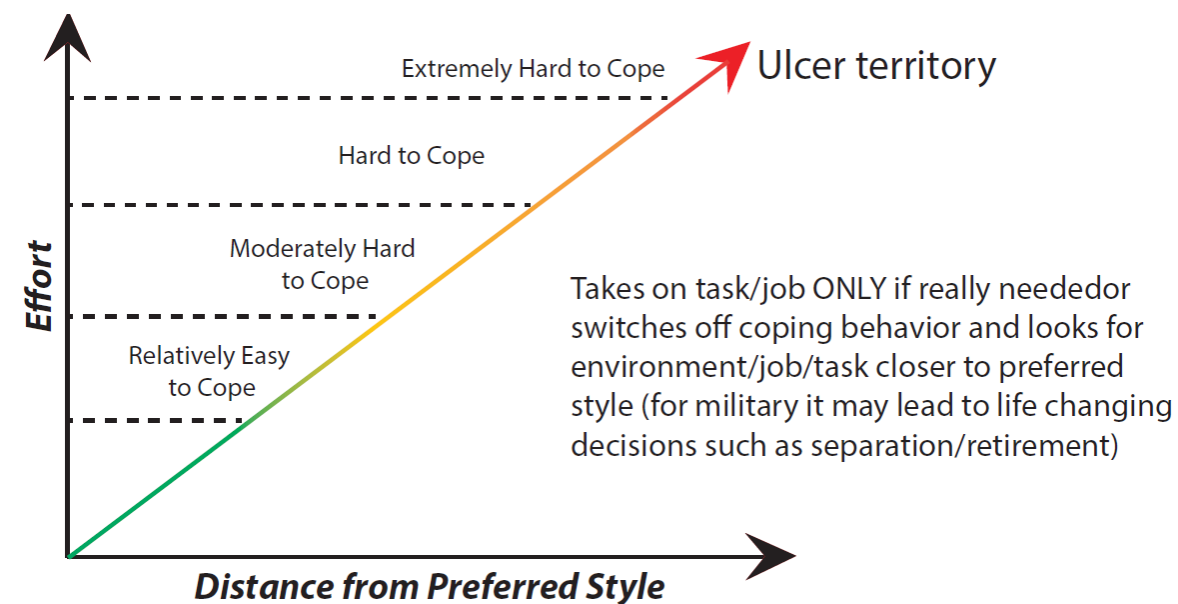 Extremely Hard to Cope
Ulcer territory
Hard to Cope
Moderately Hard
to Cope
Relatively Easy
to Cope
Effort
Takes on task/job ONLY if really neededor
switches off coping behavior and looks for
environment/job/task closer to preferred
style (for military it may lead to life changing
decisions such as separation/retirement)
Distance from Preferred Style